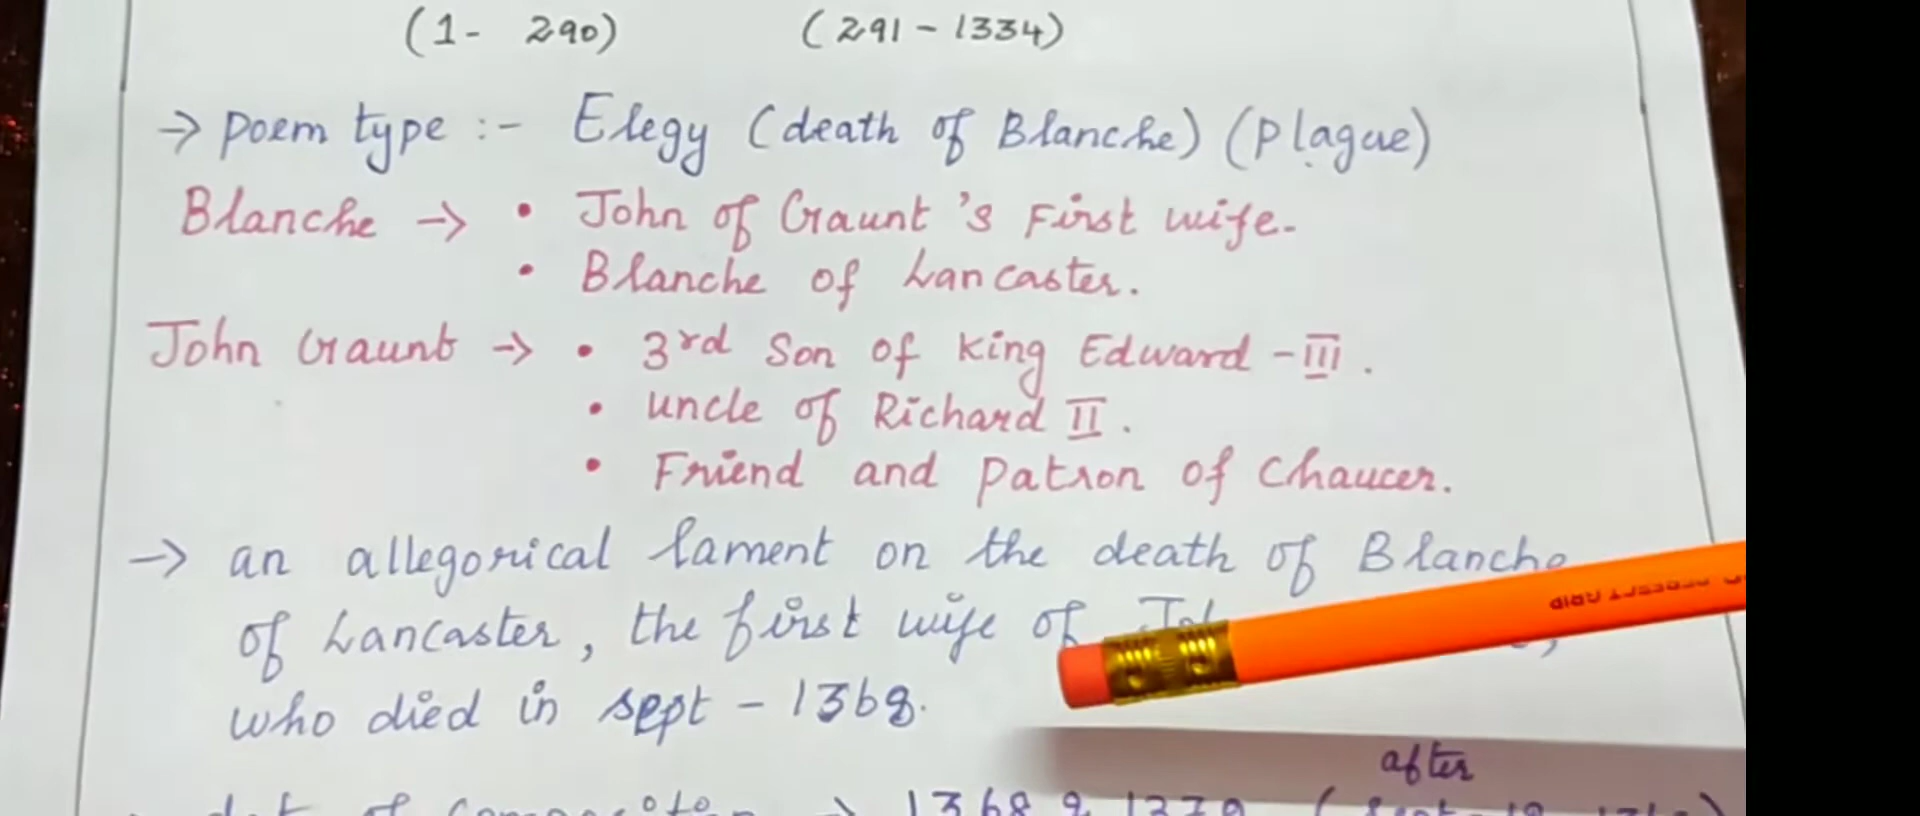 (1- 290) (291-1334)
→ Poem type :- Elegy (death of Blanche) (Plague)
Blanche → • John of Graunt's First wife.
• Blanche of Lancaster.
John Graunt → • 3rd Son of King Edward -III.
• uncle of Richard II.
• Friend and Patron of Chaucer.
→ an allegorical lament on the death of Blanche
of Lancaster, the first wife of
who died in sept - 1368.
after
of → 1368 &